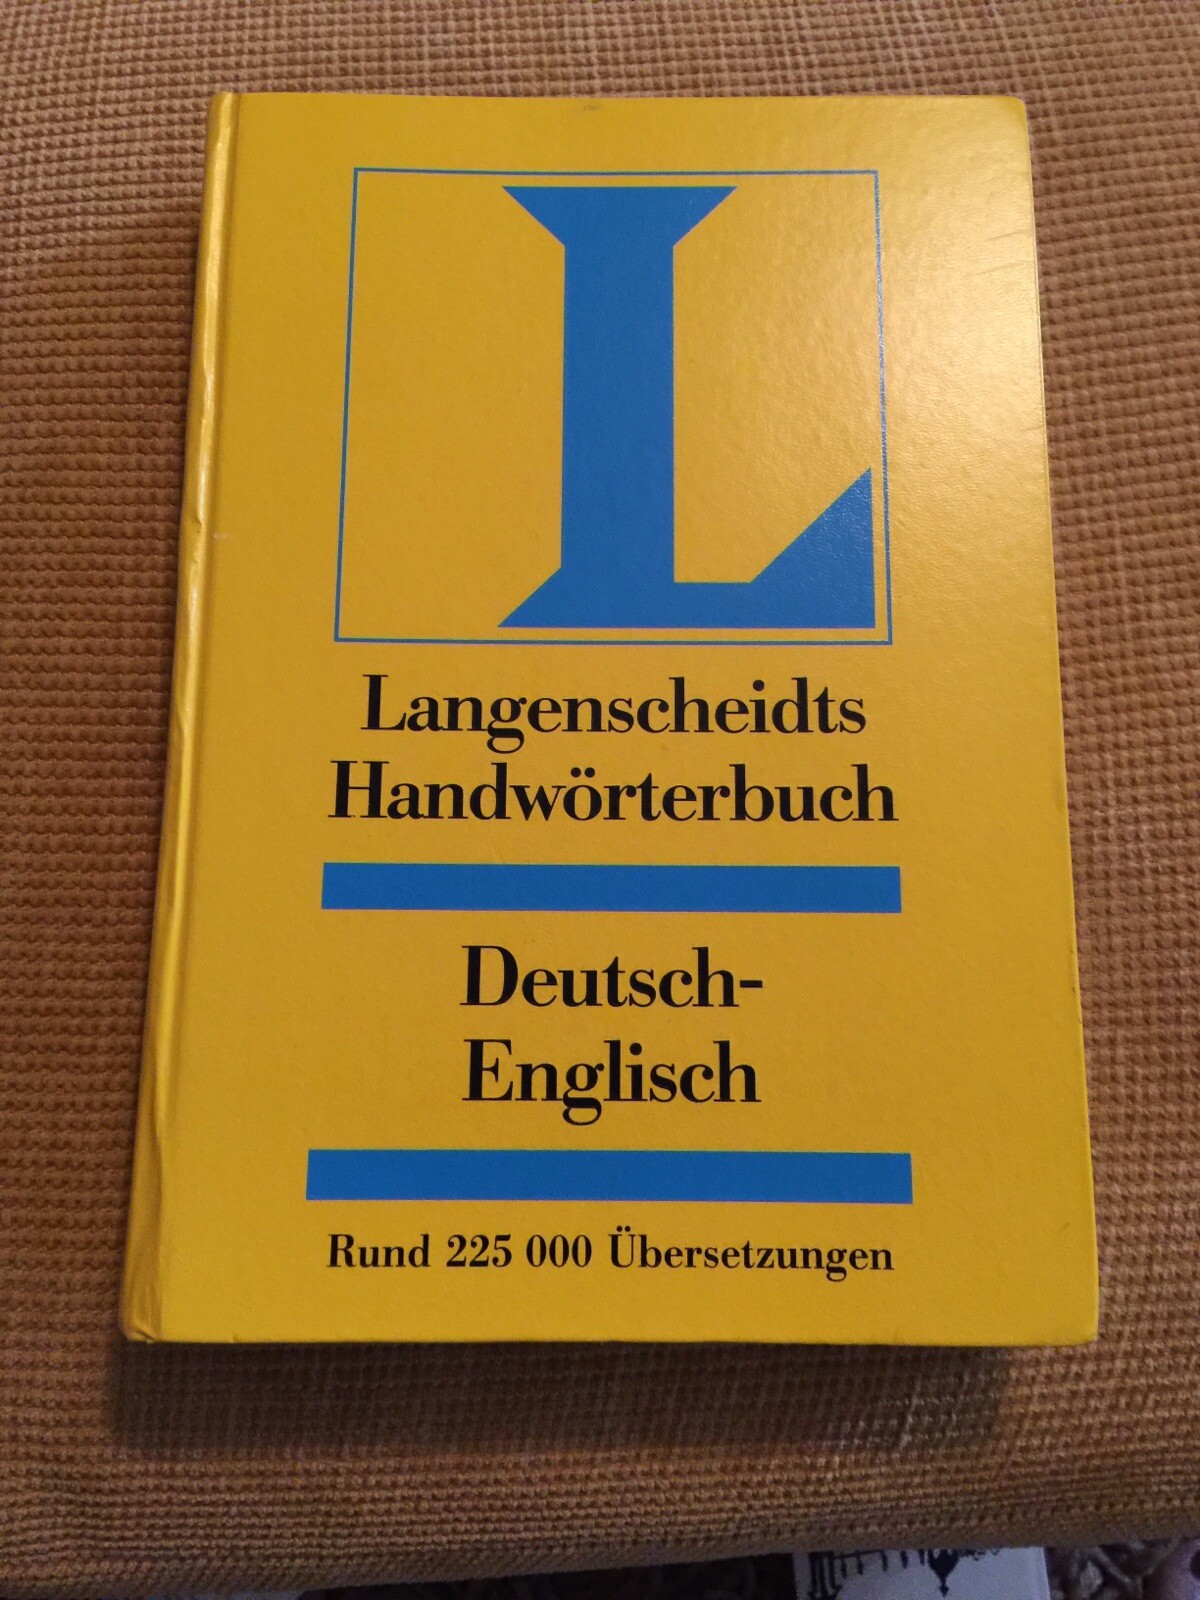 L
Langenscheidts
Handwörterbuch
Deutsch-
Englisch
Rund 225 000 Übersetzungen